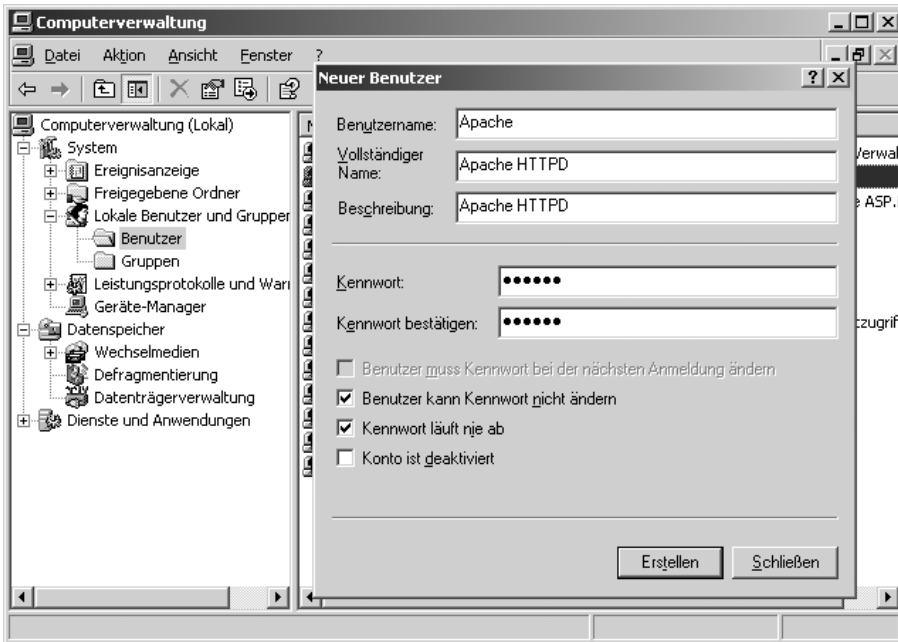 Computerverwaltung
Datei Aktion Ansicht Fenster ?
Computerverwaltung (Lokal)
System
Ereignisanzeige
Freigegebene Ordner
Lokale Benutzer und Gruppen
Benutzer
Gruppen
Leistungsprotokolle und
Geräte-Manager
Datenspeicher
Wechselmedien
Defragmentierung
Datenträgerverwaltung
Dienste und Anwendungen
Neuer Benutzer
Benutzername: Apache
Vollständiger Name: Apache HTTPD
Beschreibung: Apache HTTPD
Kennwort: ••••••
Kennwort bestätigen: ••••••
Benutzer muss Kennwort bei der nächsten Anmeldung ändern
Benutzer kann Kennwort nicht ändern
Kennwort läuft nie ab
Konto ist deaktiviert
Erstellen Schließen